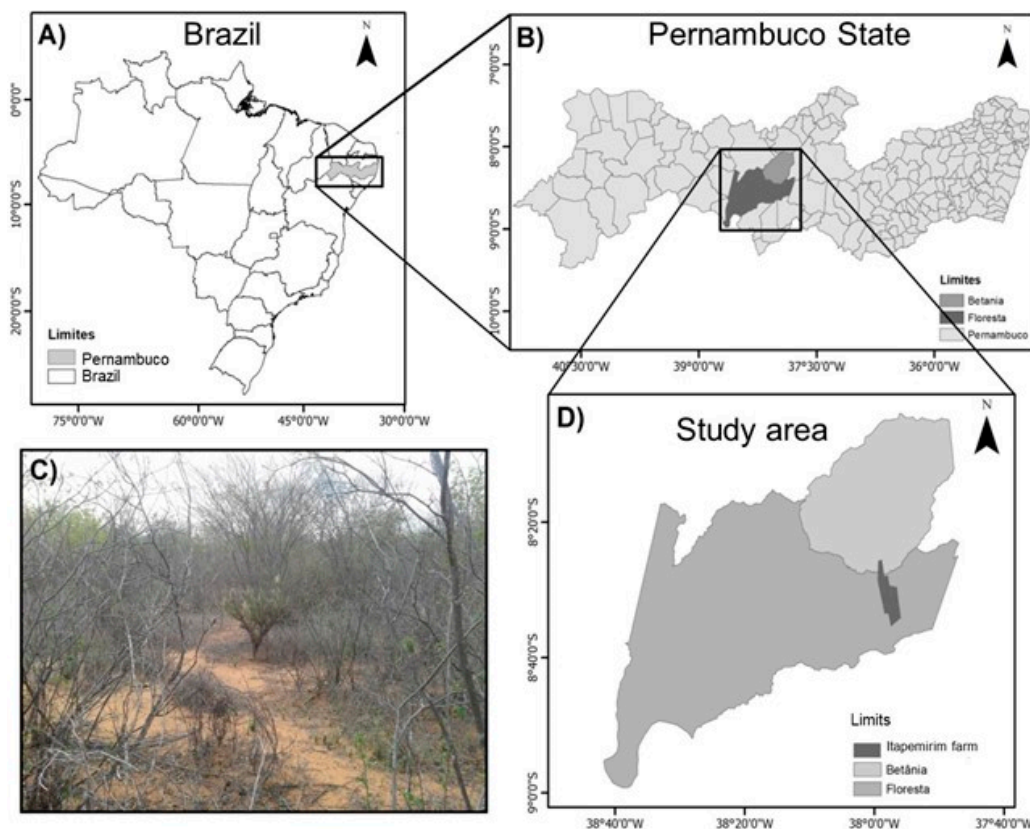 A)
Brazil
N
0°0'0"
10°0'0"S
20°0'0"S
Limites
Pernambuco
Brazil
75°0'0"W
60°0'0"W
45°0'0"W
30°0'0"W
B)
Pernambuco State
N
7°0'0"S
8°0'0"S
9°0'0"S
10°0'0"S
Limites
Betania
Floresta
Pernambuco
40°30'0"W
39°0'0"W
37°30'0"W
36°0'0"W
C)
D)
Study area
N
8°20'0"S
8°40'0"S
9°0'0"S
Limits
Itapemirim farm
Betânia
Floresta
38°40'0"W
38°20'0"W
38°0'0"W
37°40'0"W